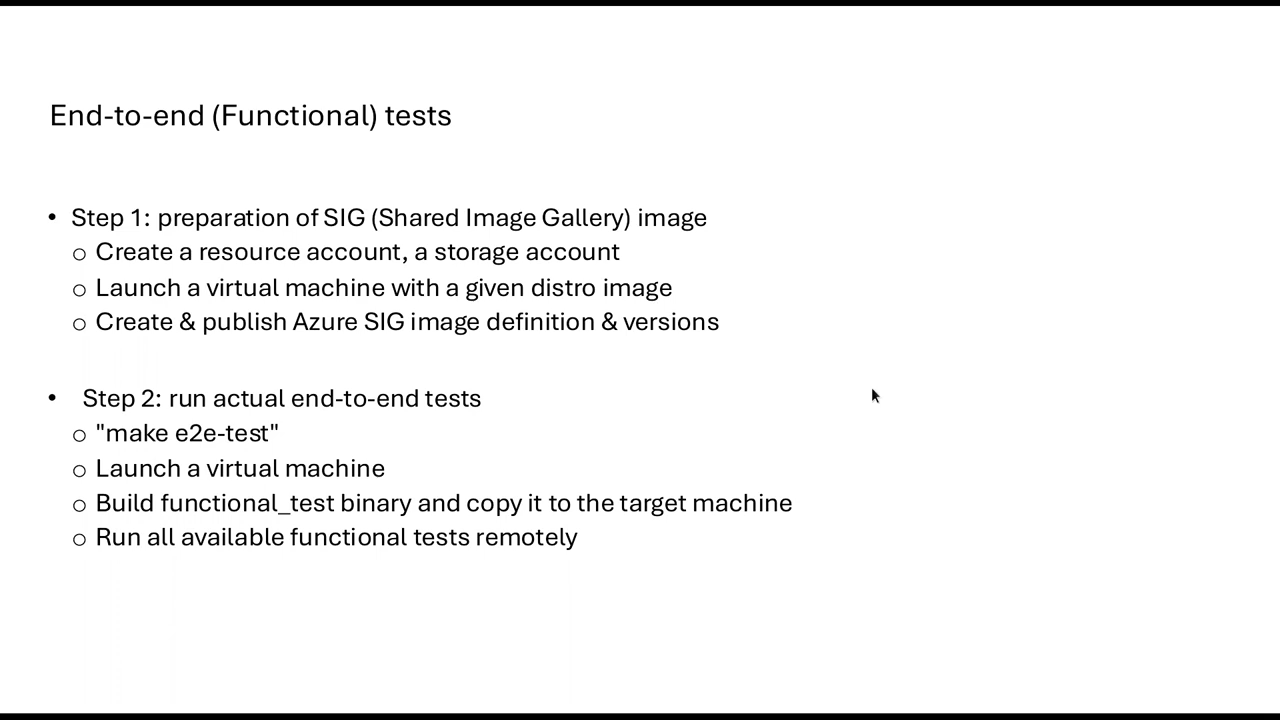 End-to-end (Functional) tests
• Step 1: preparation of SIG (Shared Image Gallery) image
o Create a resource account, a storage account
o Launch a virtual machine with a given distro image
o Create & publish Azure SIG image definition & versions
• Step 2: run actual end-to-end tests
o "make e2e-test"
o Launch a virtual machine
o Build functional_test binary and copy it to the target machine
o Run all available functional tests remotely